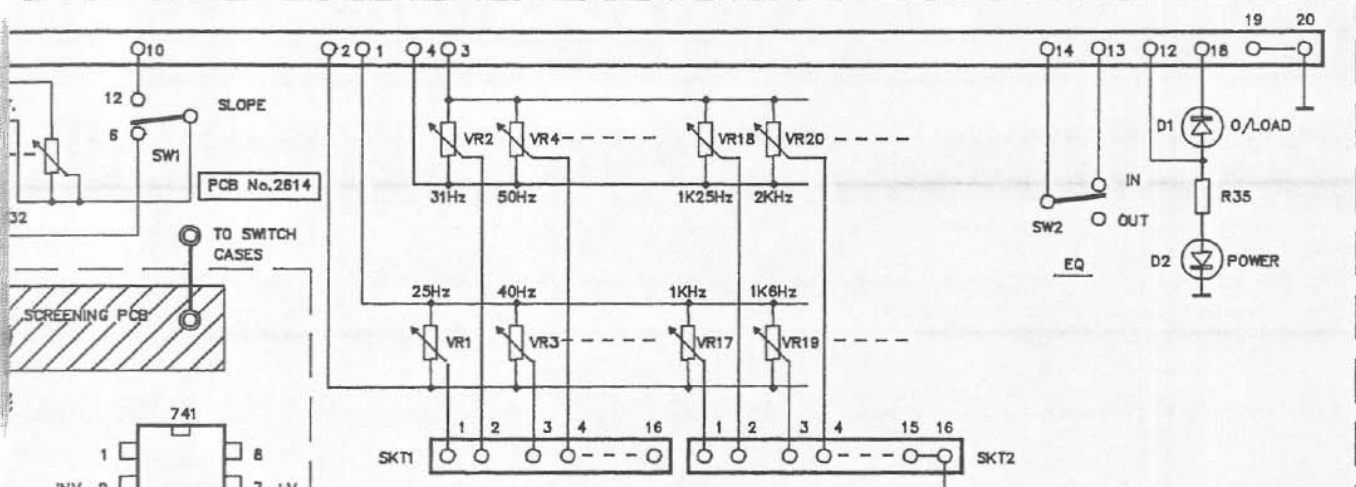 19 20
10 2 1 4 3 14 13 12 18
12
6
SLOPE
SW1
PCB No.2614
32
TO SWITCH
CASES
SCREENING PCB
VR2 VR4 VR18 VR20
31Hz 50Hz 1K25Hz 2KHz
25Hz 40Hz 1KHz 1K6Hz
VR1 VR3 VR17 VR19
D1 O/LOAD
IN
R35
SW2 OUT
EQ
D2 POWER
741
1 8
SKT1 1 2 3 4 16
1 2 3 4 15 16 SKT2